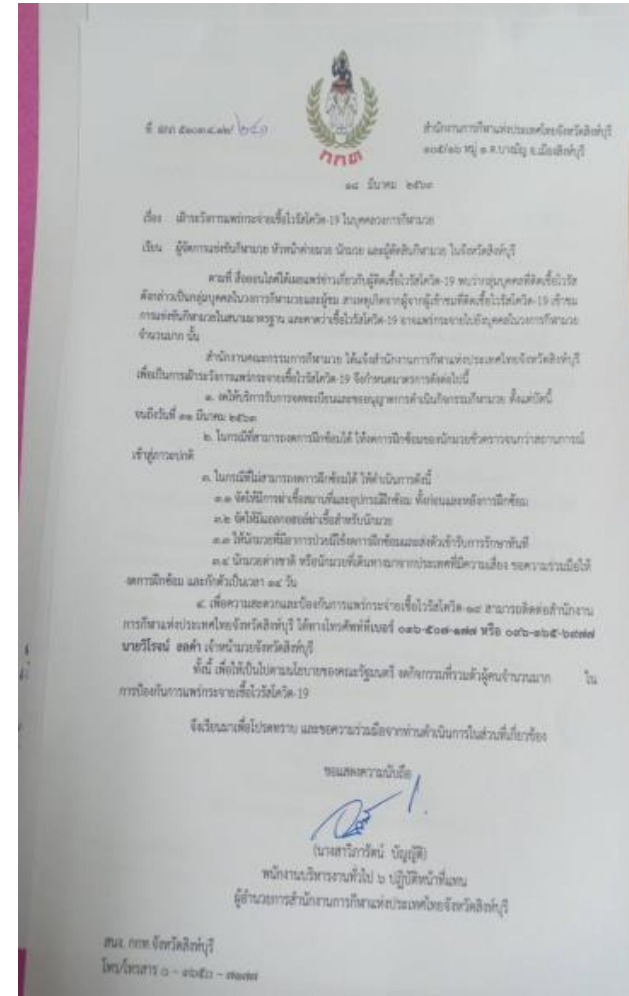 กกท
สำนักงานการกีฬาแห่งประเทศไทยจังหวัดสิงห์บุรี
หมู่ ๑ ต.บางมัญ อ.เมืองสิงห์บุรี
๑๘ มีนาคม ๒๕๖๓
เรื่อง เฝ้าระวังการแพร่กระจายเชื้อไวรัสโควิด-19 ในบุคคลวงการกีฬามวย
เรียน ผู้จัดการแข่งขันกีฬามวย หัวหน้าค่ายมวย นักมวย และผู้ตัดสินกีฬามวย ในจังหวัดสิงห์บุรี
ตามที่ สื่อออนไลน์ได้เผยแพร่ข่าวเกี่ยวกับผู้ติดเชื้อไวรัสโควิด-19 พบว่ากลุ่มบุคคลที่ติดเชื้อไวรัส
ดังกล่าวเป็นกลุ่มบุคคลในวงการกีฬามวยและผู้ชม สาเหตุเกิดจากผู้จากผู้เข้าชมที่ติดเชื้อไวรัสโควิด-19 เข้าชม
การแข่งขันกีฬามวยในสนามมาตรฐาน และคาดว่าเชื้อไวรัสโควิด-19 อาจแพร่กระจายไปยังบุคคลในวงการกีฬามวย
จำนวนมาก นั้น
สำนักงานคณะกรรมการกีฬามวย ได้แจ้งสำนักงานการกีฬาแห่งประเทศไทยจังหวัดสิงห์บุรี
เพื่อเป็นการเฝ้าระวังการแพร่กระจายเชื้อไวรัสโควิด-19 จึงกำหนดมาตรการดังต่อไปนี้
๑. งดให้บริการรับการจดทะเบียนและขออนุญาตการดำเนินกิจกรรมกีฬามวย ตั้งแต่บัดนี้
จนถึงวันที่ ๓๑ มีนาคม ๒๕๖๓
๒. ในกรณีที่สามารถงดการฝึกซ้อมได้ ให้งดการฝึกซ้อมของนักมวยชั่วคราวจนกว่าสถานการณ์
เข้าสู่ภาวะปกติ
๓. ในกรณีที่ไม่สามารถงดการฝึกซ้อมได้ ให้ดำเนินการดังนี้
๓.๑ จัดให้มีการฆ่าเชื้อสถานที่และอุปกรณ์ฝึกซ้อม ทั้งก่อนและหลังการฝึกซ้อม
๓.๒ จัดให้มีแอลกอฮอล์ฆ่าเชื้อสำหรับนักมวย
๓.๓ ให้นักมวยที่มีอาการป่วยมีไข้งดการฝึกซ้อมและส่งตัวเข้ารับการรักษาทันที
๓.๔ นักมวยต่างชาติ หรือนักมวยที่เดินทางมาจากประเทศที่มีความเสี่ยง ขอความร่วมมือให้
งดการฝึกซ้อม และกักตัวเป็นเวลา ๑๔ วัน
๔. เพื่อความสะดวกและป้องกันการแพร่กระจายเชื้อไวรัสโควิด-๑๙ สามารถติดต่อสำนักงาน
การกีฬาแห่งประเทศไทยจังหวัดสิงห์บุรี ได้ทางโทรศัพท์ที่เบอร์ หรือ
นายวิโรจน์ เจ้าหน้ามวยจังหวัดสิงห์บุรี
ทั้งนี้ เพื่อให้เป็นไปตามนโยบายของคณะรัฐมนตรี งดกิจกรรมที่รวมตัวผู้คนจำนวนมาก ใน
การป้องกันการแพร่กระจายเชื้อไวรัสโควิด-19
จึงเรียนมาเพื่อโปรดทราบ และขอความร่วมมือจากท่านดำเนินการในส่วนที่เกี่ยวข้อง
ขอแสดงความนับถือ
(นางสาวิภารัตน์ บัญญัติ)
พนักงานบริหารงานทั่วไป ๖ ปฏิบัติหน้าที่แทน
ผู้อำนวยการสำนักงานการกีฬาแห่งประเทศไทยจังหวัดสิงห์บุรี
สนง. กกท.จังหวัดสิงห์บุรี
โทร/โทรสาร